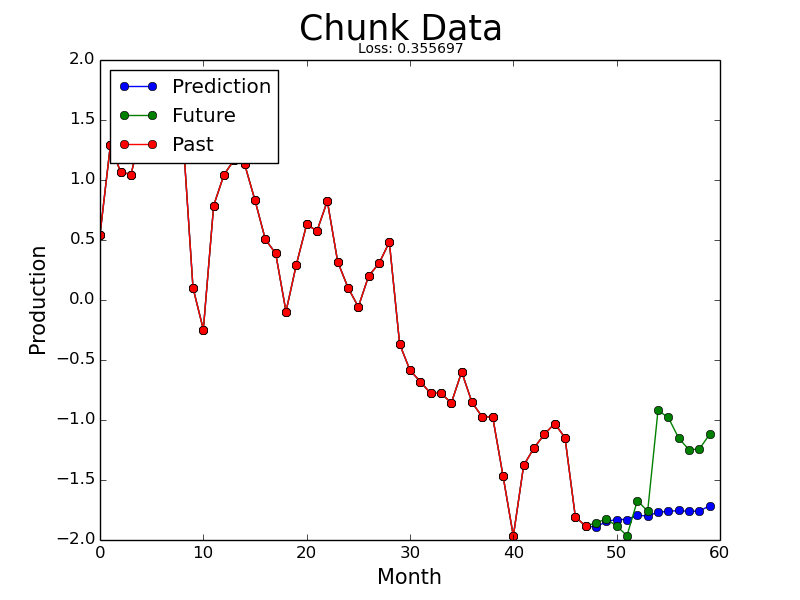 Chunk Data
Loss: 0.355697
Prediction
Future
Past
Production
2.0
1.5
1.0
0.5
0.0
−0.5
−1.0
−1.5
−2.0
0 10 20 30 40 50 60
Month